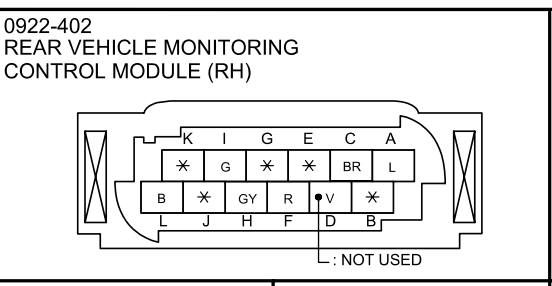 0922-402
REAR VEHICLE MONITORING
CONTROL MODULE (RH)
K I G E C A
* G * * BR L
B * GY R V *
L J H F D B
: NOT USED